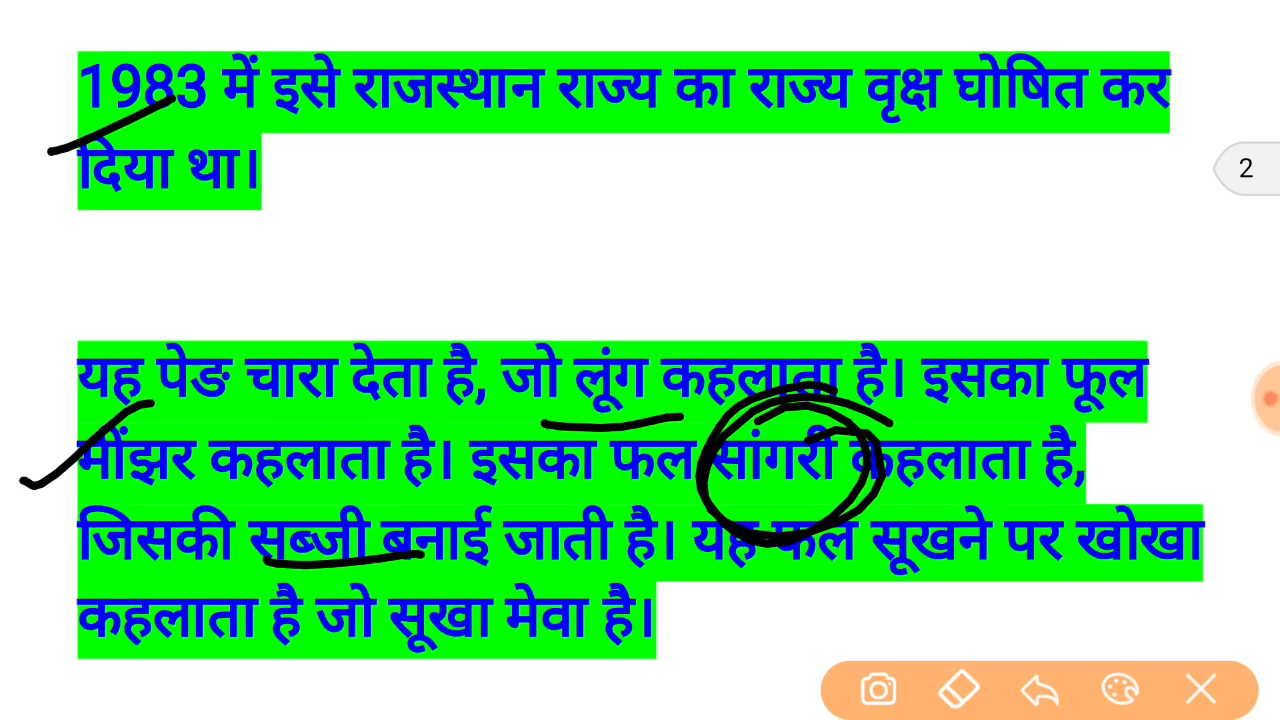 1983 में इसे राजस्थान राज्य का राज्य वृक्ष घोषित कर
दिया था।
2
यह पेङ चारा देता है, जो लूंग कहलाता है। इसका फूल
मींझर कहलाता है। इसका फल सांगरी कहलाता है,
जिसकी सब्जी बनाई जाती है। यह फल सूखने पर खोखा
कहलाता है जो सूखा मेवा है।